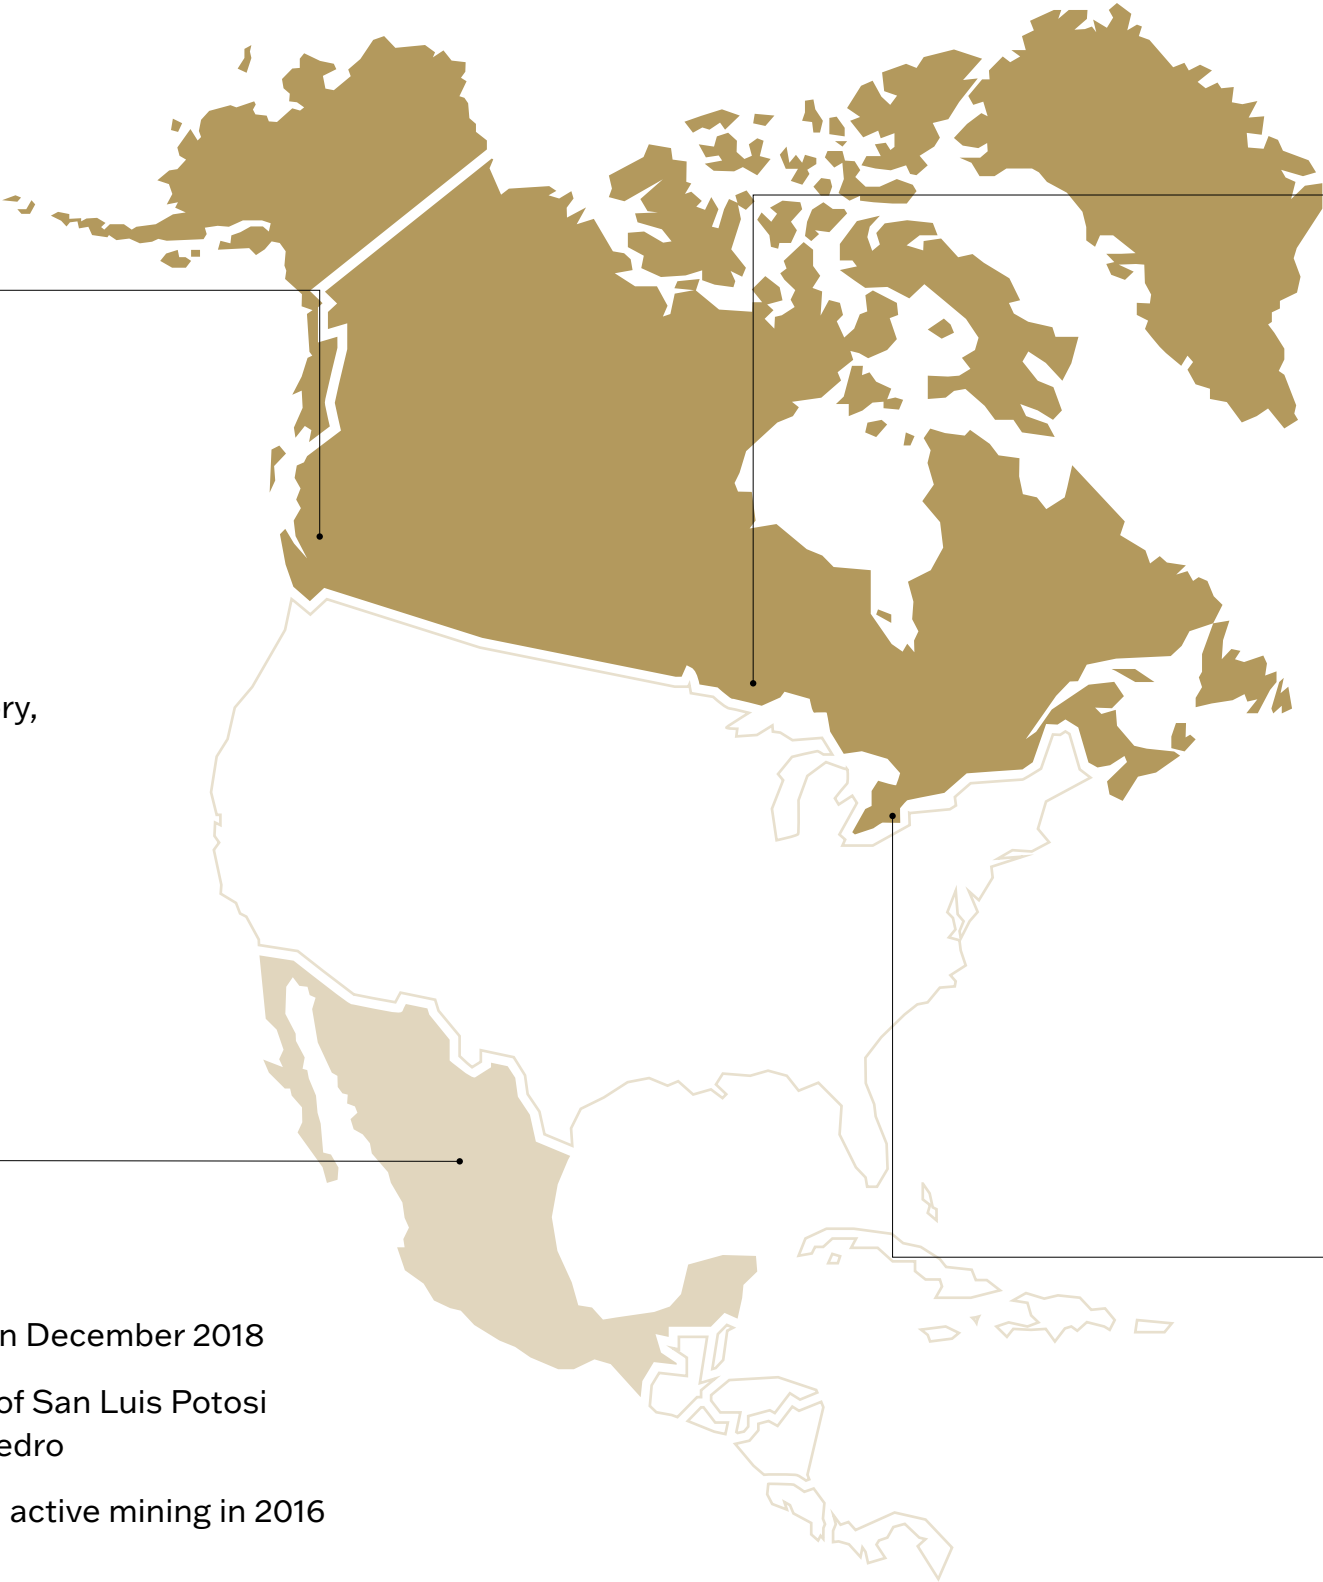 ry,
n December 2018
of San Luis Potosi
edro
active mining in 2016